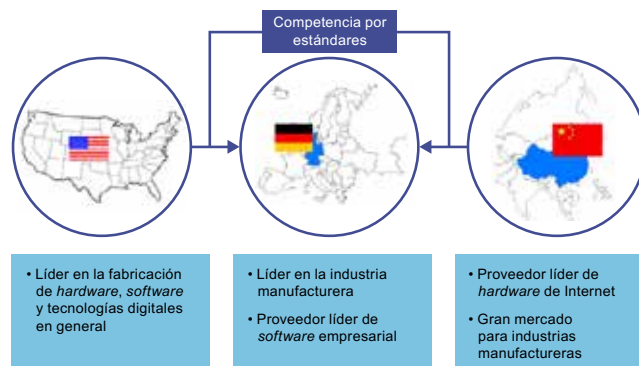 Competencia por
estándares
• Líder en la fabricación
de hardware, software
y tecnologías digitales
en general
• Líder en la industria
manufacturera
• Proveedor líder de
software empresarial
• Proveedor líder de
hardware de Internet
• Gran mercado
para industrias
manufactureras